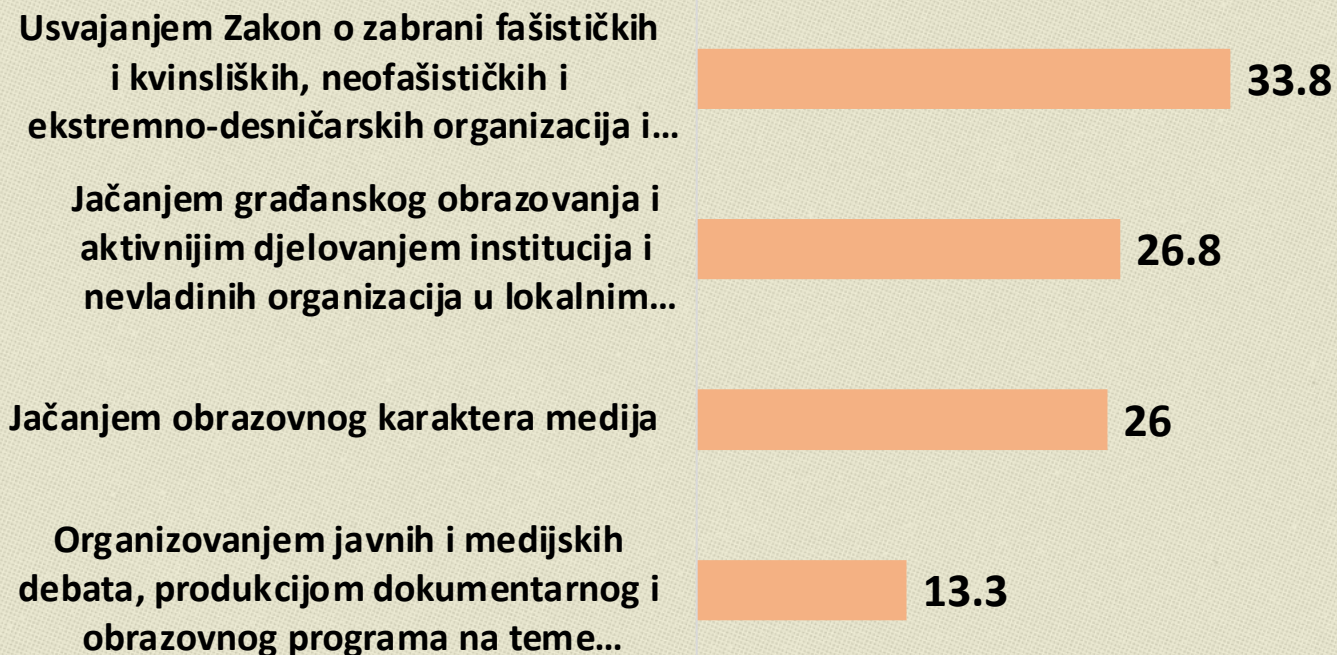 Usvajanjem Zakon o zabrani fašističkih
i kvinsliških, neofašističkih i
ekstremno-desničarskih organizacija i…
33.8
Jačanjem građanskog obrazovanja i
aktivnijim djelovanjem institucija i
nevladinih organizacija u lokalnim…
26.8
Jačanjem obrazovnog karaktera medija
26
Organizovanjem javnih i medijskih
debata, produkcijom dokumentarnog i
obrazovnog programa na teme…
13.3